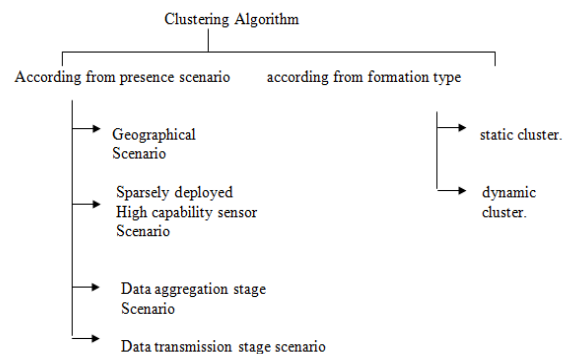 Clustering Algorithm
According from presence scenario
according from formation type
Geographical
Scenario
Sparsely deployed
High capability sensor
Scenario
Data aggregation stage
Scenario
Data transmission stage scenario
static cluster.
dynamic
cluster.